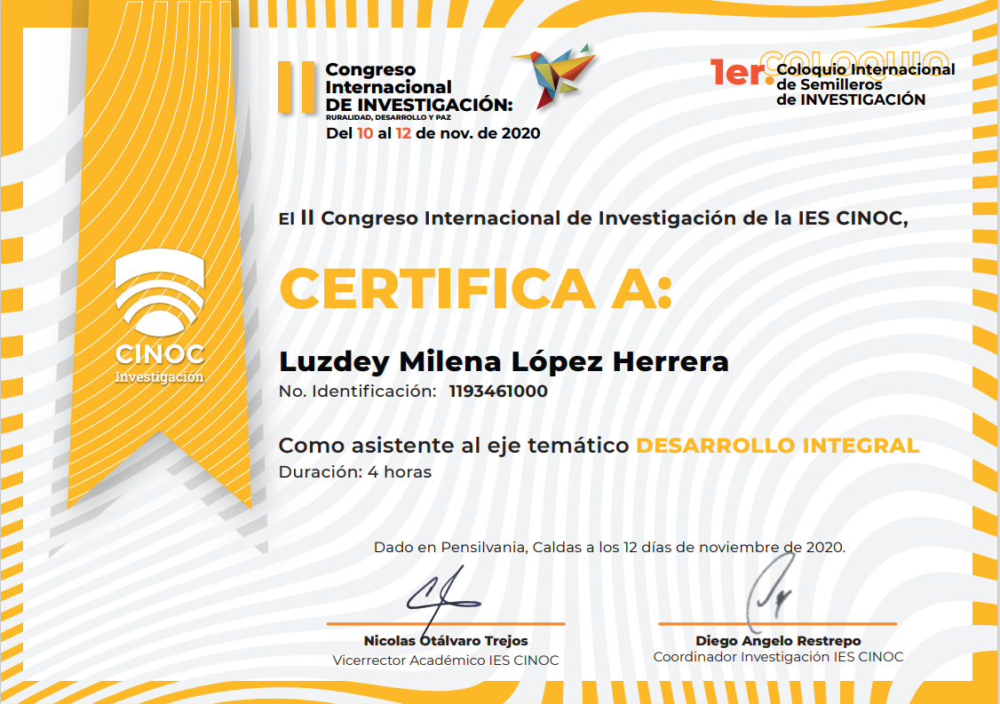 II Congreso
Internacional
DE INVESTIGACIÓN:
RURALIDAD, DESARROLLO Y PAZ
Del 10 al 12 de nov. de 2020
COLOQUIO
1er. Coloquio Internacional
de Semilleros
de INVESTIGACIÓN
El II Congreso Internacional de Investigación de la IES CINOC,
CERTIFICA A:
Luzdey Milena López Herrera
No. Identificación: 1193461000
CINOC
Investigación
Como asistente al eje temático DESARROLLO INTEGRAL
Duración: 4 horas
Dado en Pensilvania, Caldas a los 12 días de noviembre de 2020.
Nicolas Otálvaro Trejos
Vicerrector Académico IES CINOC
Diego Angelo Restrepo
Coordinador Investigación IES CINOC